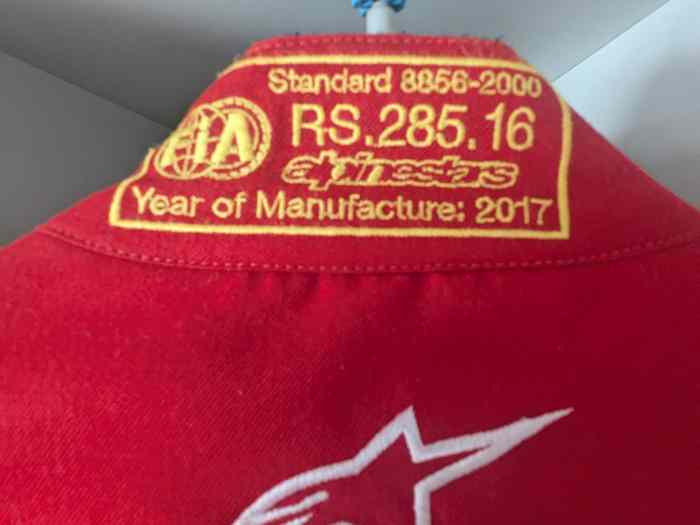 Standard 8856-2000
FIA
RS.285.16
alpinestars
Year of Manufacture: 2017